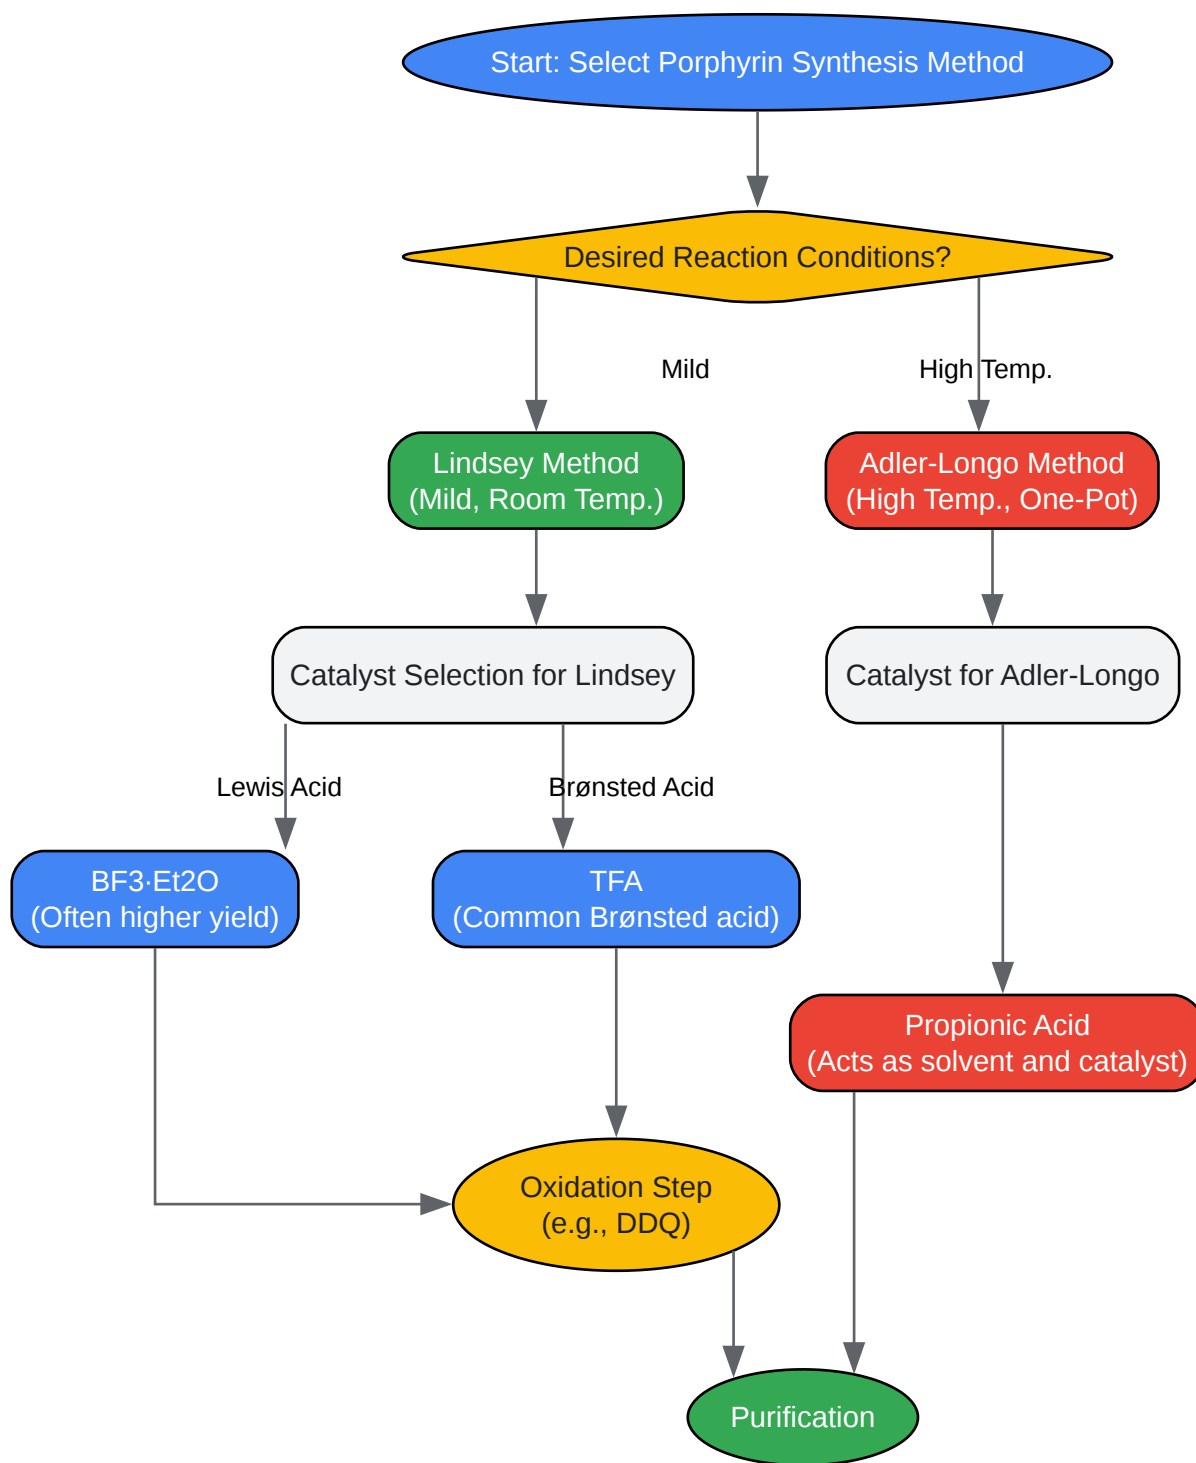 Start: Select Porphyrin Synthesis Method
Desired Reaction Conditions?
Mild
High Temp.
Lindsey Method
(Mild, Room Temp.)
Adler-Longo Method
(High Temp., One-Pot)
Catalyst Selection for Lindsey
Catalyst for Adler-Longo
Lewis Acid
Brønsted Acid
BF3·Et2O
(Often higher yield)
TFA
(Common Brønsted acid)
Propionic Acid
(Acts as solvent and catalyst)
Oxidation Step
(e.g., DDQ)
Purification